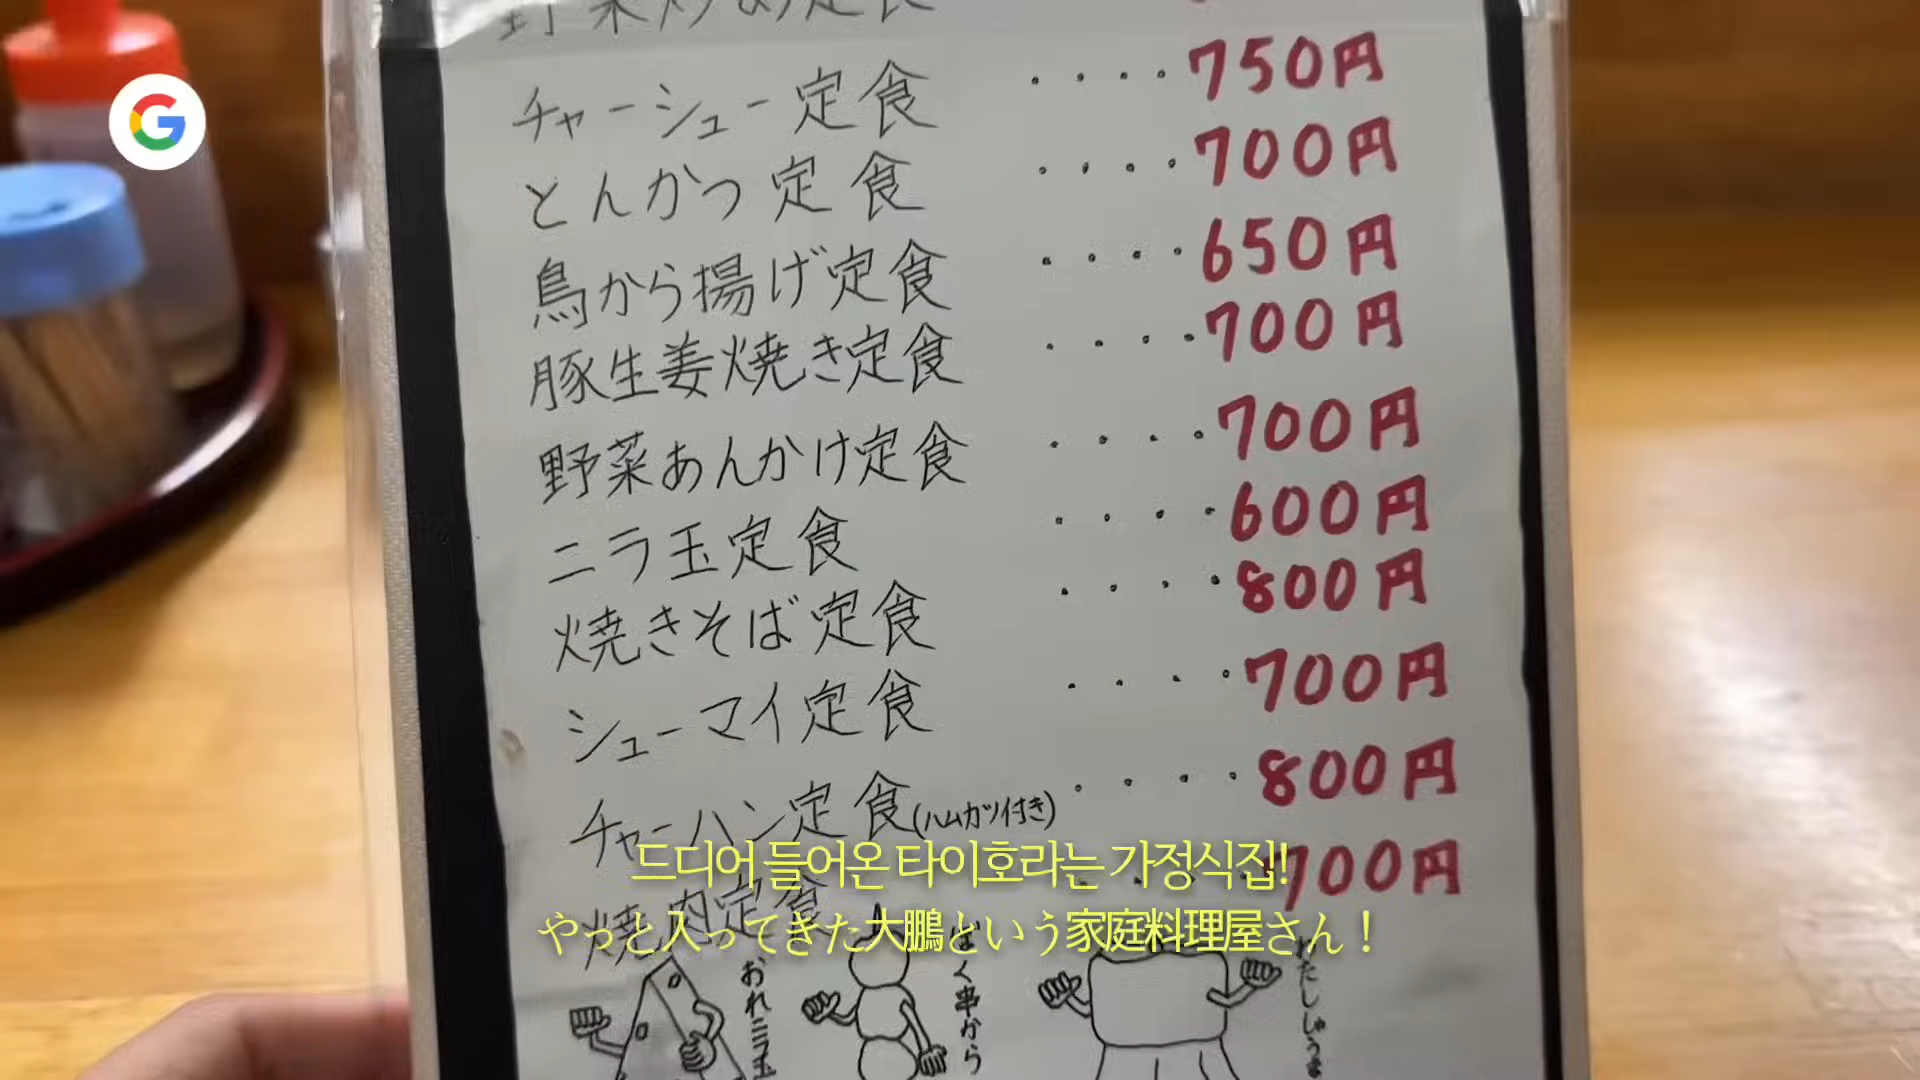 野菜炒め定食
チャーシュー定食 ････750円
とんかつ定食 ････700円
鳥から揚げ定食 ････650円
豚生姜焼き定食 ････700円
野菜あんかけ定食 ････700円
ニラ玉定食 ････600円
焼きそば定食 ････800円
シューマイ定食 ････700円
チャーハン定食(ハムカツ付き) ････800円
焼肉定食 ････700円
드디어 들어온 타이호라는 가정식집!
やっと入ってきた大鵬という家庭料理屋さん！
おれニラ玉
ぼく串から
わたししゅうま
G